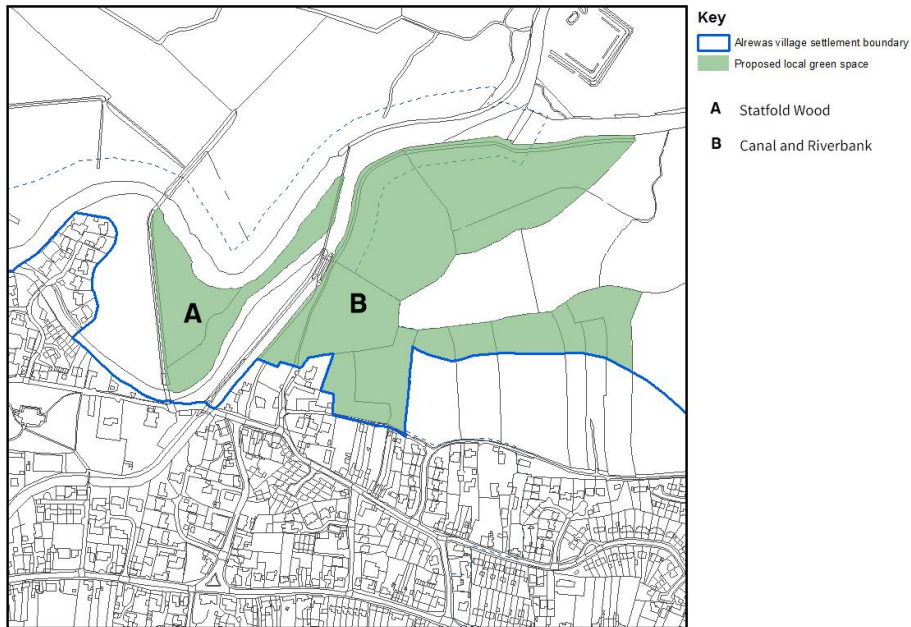 Key
Alrewas village settlement boundary
Proposed local green space
A Statfold Wood
B Canal and Riverbank
A
B